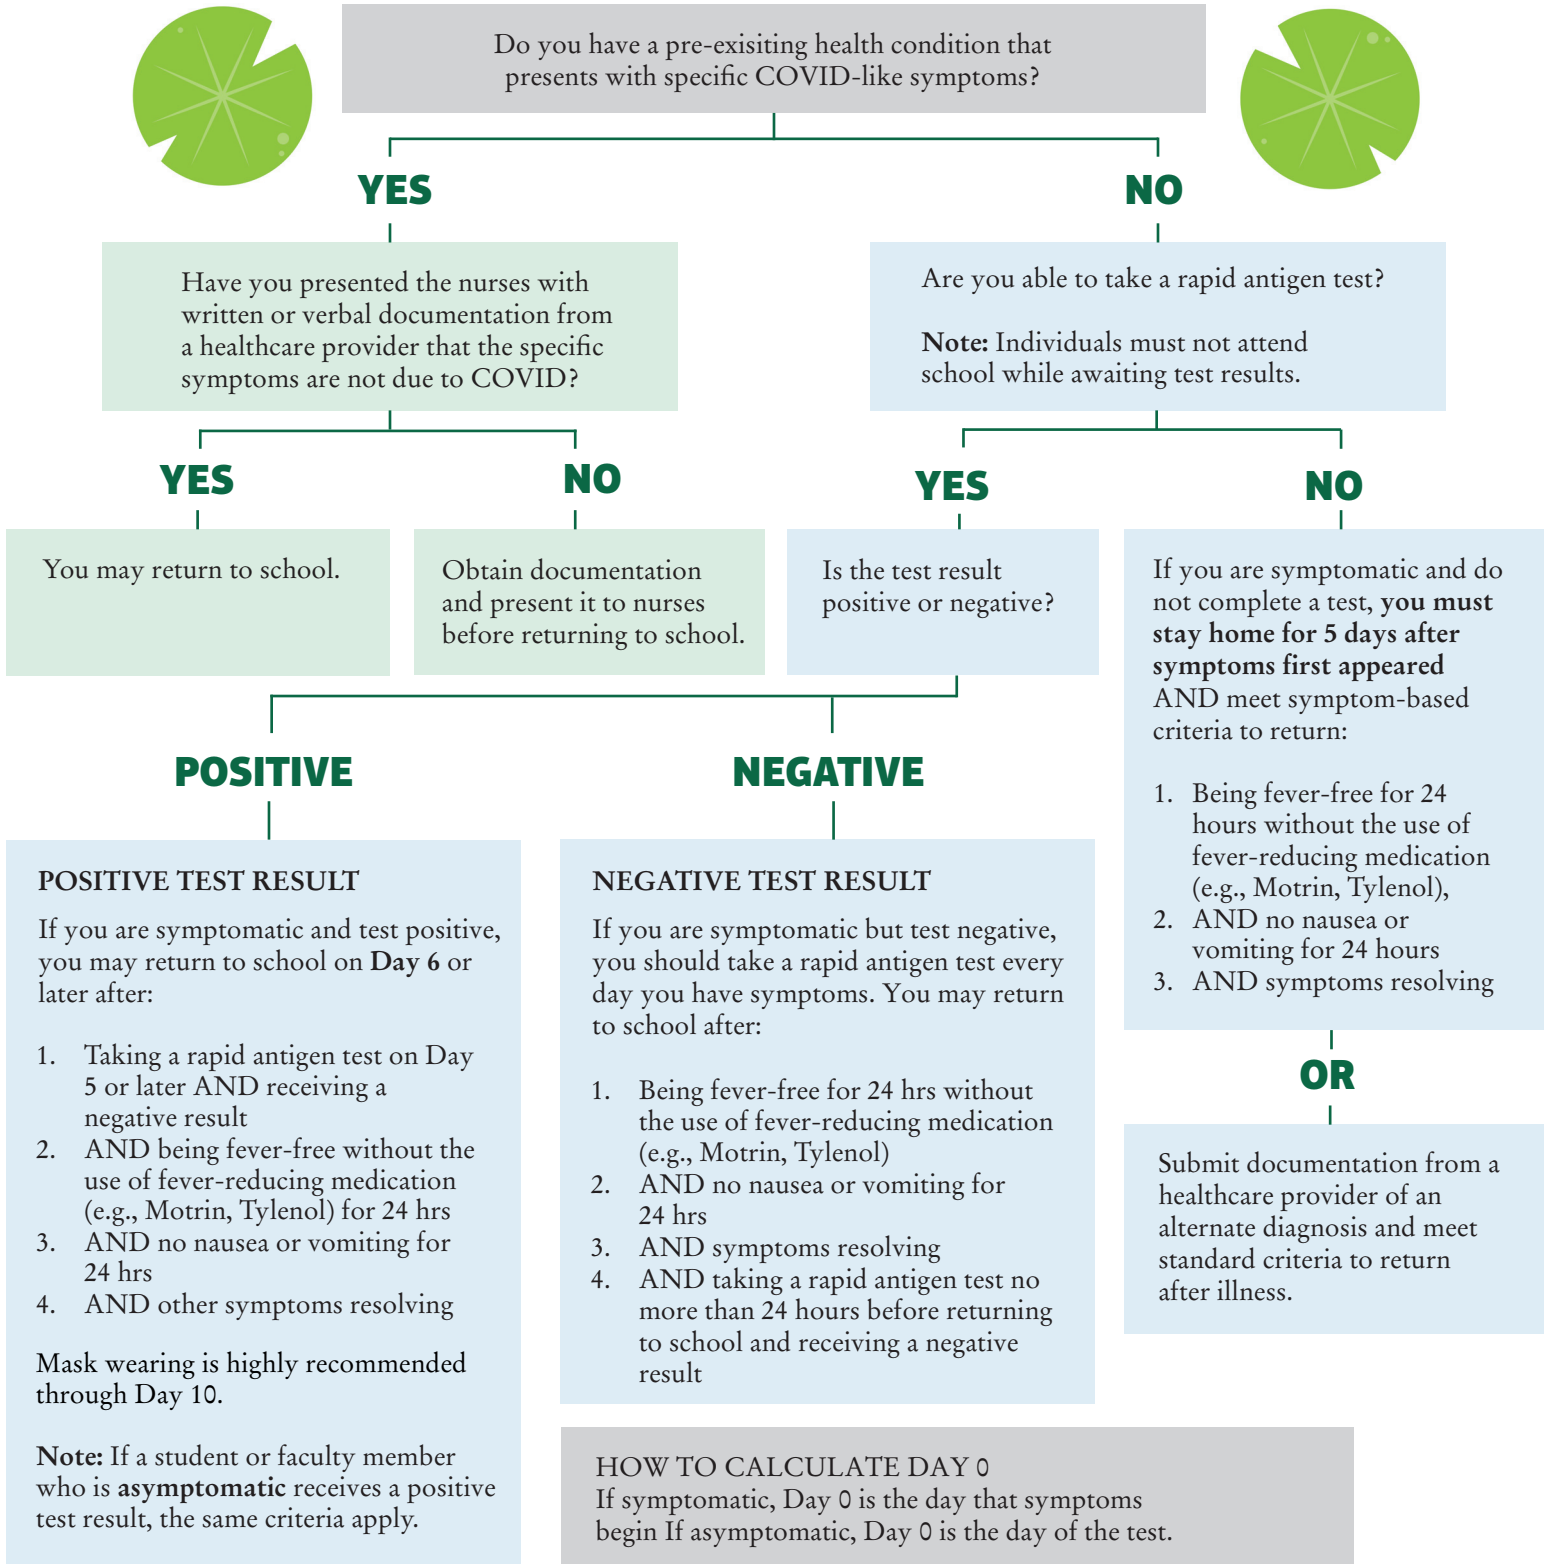 Do you have a pre-exisiting health condition that
presents with specific COVID-like symptoms?
YES
NO
Have you presented the nurses with
written or verbal documentation from
a healthcare provider that the specific
symptoms are not due to COVID?
Are you able to take a rapid antigen test?
Note: Individuals must not attend
school while awaiting test results.
YES
NO
YES
NO
You may return to school.
Obtain documentation
and present it to nurses
before returning to school.
Is the test result
positive or negative?
If you are symptomatic and do
not complete a test, you must
stay home for 5 days after
symptoms first appeared
AND meet symptom-based
criteria to return:
1. Being fever-free for 24
hours without the use of
fever-reducing medication
(e.g., Motrin, Tylenol),
2. AND no nausea or
vomiting for 24 hours
3. AND symptoms resolving
OR
Submit documentation from a
healthcare provider of an
alternate diagnosis and meet
standard criteria to return
after illness.
POSITIVE
NEGATIVE
POSITIVE TEST RESULT
If you are symptomatic and test positive,
you may return to school on Day 6 or
later after:
1. Taking a rapid antigen test on Day
5 or later AND receiving a
negative result
2. AND being fever-free without the
use of fever-reducing medication
(e.g., Motrin, Tylenol) for 24 hrs
3. AND no nausea or vomiting for
24 hrs
4. AND other symptoms resolving
Mask wearing is highly recommended
through Day 10.
Note: If a student or faculty member
who is asymptomatic receives a positive
test result, the same criteria apply.
NEGATIVE TEST RESULT
If you are symptomatic but test negative,
you should take a rapid antigen test every
day you have symptoms. You may return
to school after:
1. Being fever-free for 24 hrs without
the use of fever-reducing medication
(e.g., Motrin, Tylenol)
2. AND no nausea or vomiting for
24 hrs
3. AND symptoms resolving
4. AND taking a rapid antigen test no
more than 24 hours before returning
to school and receiving a negative
result
HOW TO CALCULATE DAY 0
If symptomatic, Day 0 is the day that symptoms
begin If asymptomatic, Day 0 is the day of the test.